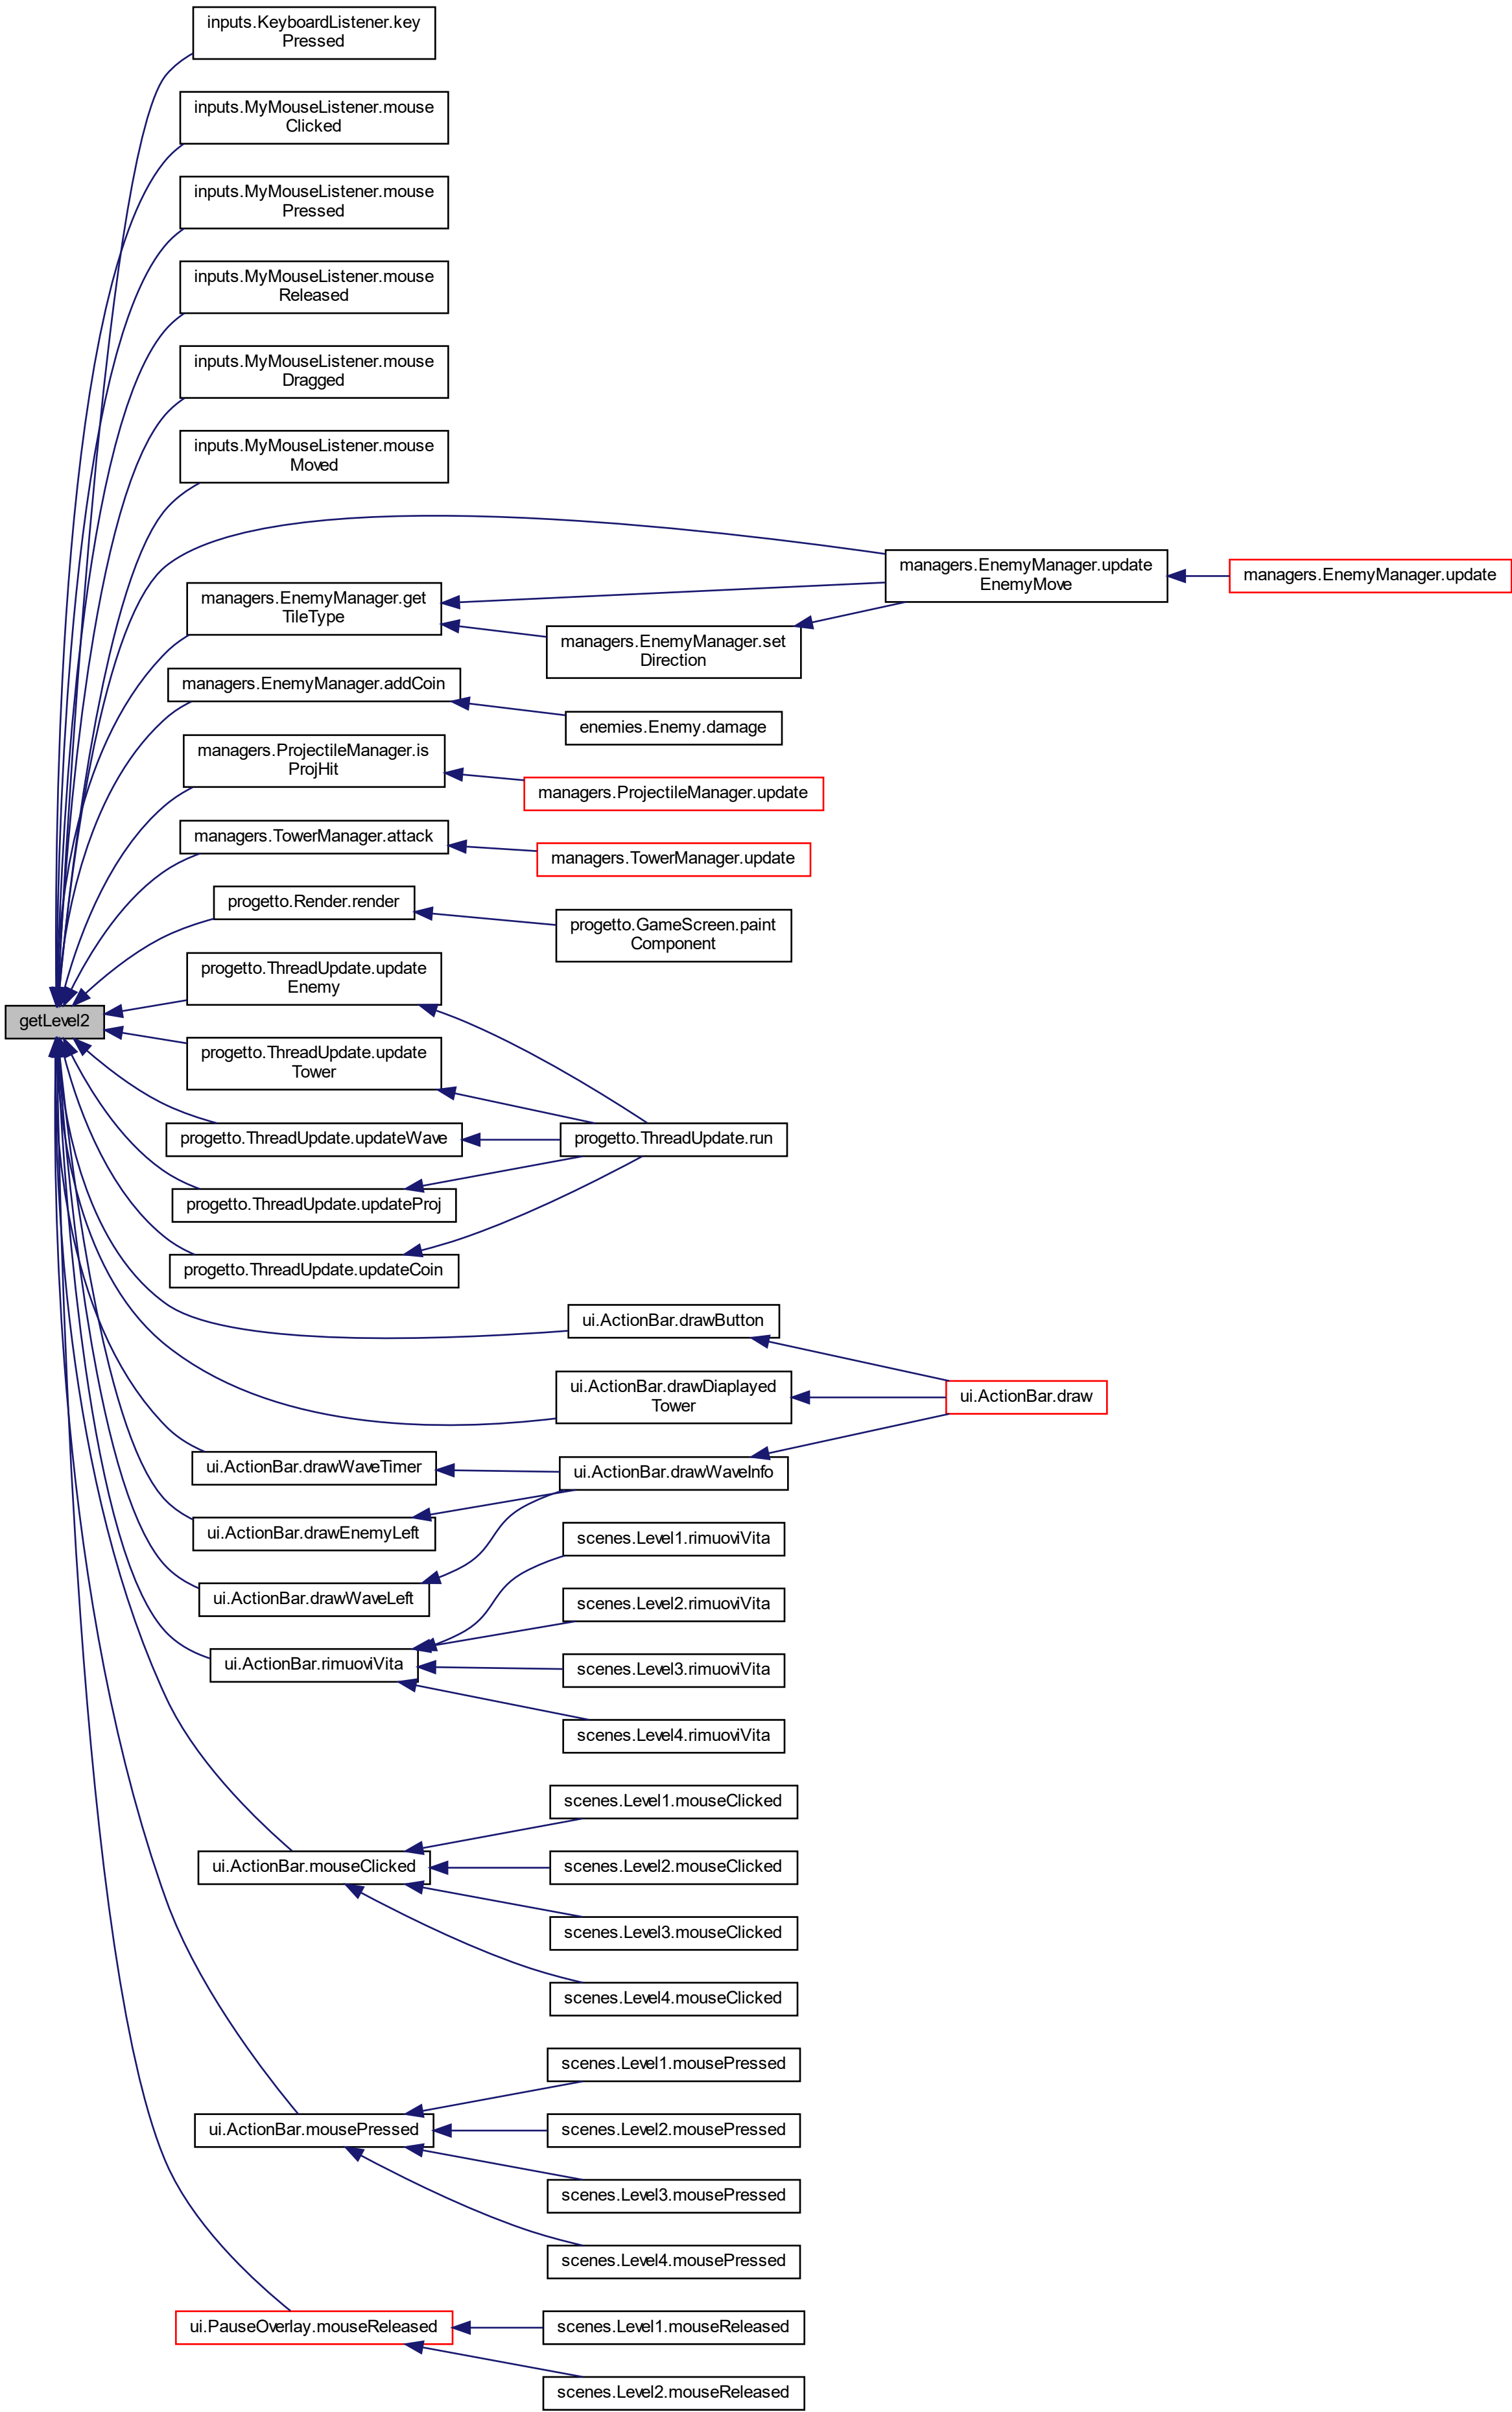 inputs.KeyboardListener.key
Pressed
inputs.MyMouseListener.mouse
Clicked
inputs.MyMouseListener.mouse
Pressed
inputs.MyMouseListener.mouse
Released
inputs.MyMouseListener.mouse
Dragged
inputs.MyMouseListener.mouse
Moved
managers.EnemyManager.update
EnemyMove
managers.EnemyManager.update
managers.EnemyManager.get
TileType
managers.EnemyManager.set
Direction
managers.EnemyManager.addCoin
enemies.Enemy.damage
managers.ProjectileManager.is
ProjHit
managers.ProjectileManager.update
managers.TowerManager.attack
managers.TowerManager.update
progetto.Render.render
progetto.GameScreen.paint
Component
progetto.ThreadUpdate.update
Enemy
getLevel2
progetto.ThreadUpdate.update
Tower
progetto.ThreadUpdate.updateWave
progetto.ThreadUpdate.run
progetto.ThreadUpdate.updateProj
progetto.ThreadUpdate.updateCoin
ui.ActionBar.drawButton
ui.ActionBar.drawDiaplayed
Tower
ui.ActionBar.draw
ui.ActionBar.drawWaveTimer
ui.ActionBar.drawWaveInfo
ui.ActionBar.drawEnemyLeft
ui.ActionBar.drawWaveLeft
scenes.Level1.rimuoviVita
scenes.Level2.rimuoviVita
ui.ActionBar.rimuoviVita
scenes.Level3.rimuoviVita
scenes.Level4.rimuoviVita
scenes.Level1.mouseClicked
ui.ActionBar.mouseClicked
scenes.Level2.mouseClicked
scenes.Level3.mouseClicked
scenes.Level4.mouseClicked
scenes.Level1.mousePressed
ui.ActionBar.mousePressed
scenes.Level2.mousePressed
scenes.Level3.mousePressed
scenes.Level4.mousePressed
ui.PauseOverlay.mouseReleased
scenes.Level1.mouseReleased
scenes.Level2.mouseReleased